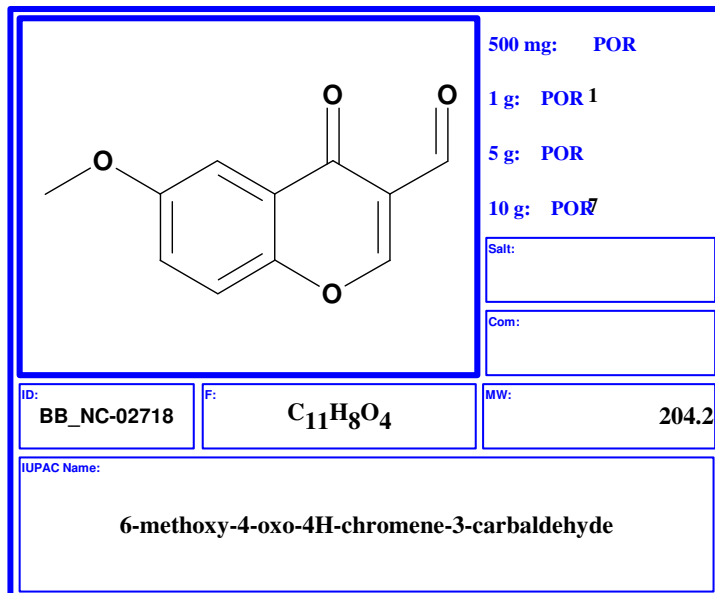 500 mg: POR
O O
1 g: POR 1
O
5 g: POR
10 g: POR 7
Salt:
O
Com:
ID:
BB_NC-02718
F:
C11H8O4
MW:
204.2
IUPAC Name:
6-methoxy-4-oxo-4H-chromene-3-carbaldehyde